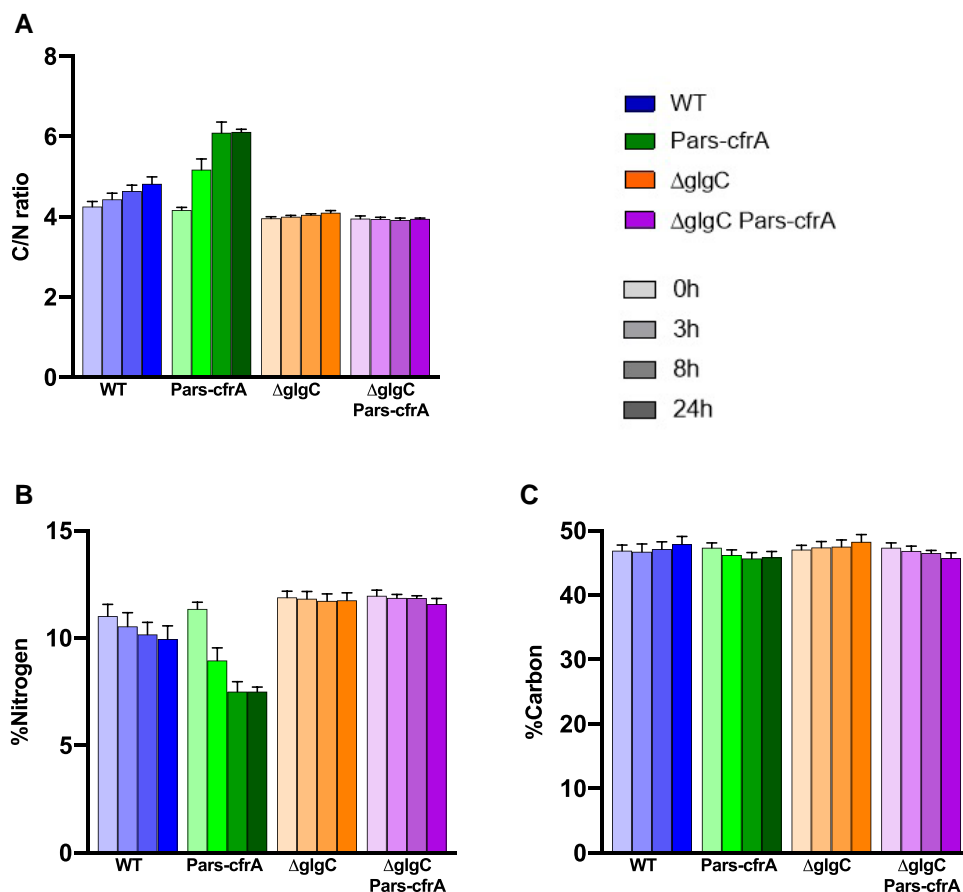 A
8
6
4
2
0
C/N ratio
WT
Pars-cfrA
ΔglgC
ΔglgC
Pars-cfrA
WT
Pars-cfrA
ΔglgC
ΔglgC Pars-cfrA
0h
3h
8h
24h
B
15
10
5
0
%Nitrogen
WT
Pars-cfrA
ΔglgC
ΔglgC
Pars-cfrA
C
50
40
30
20
10
0
%Carbon
WT
Pars-cfrA
ΔglgC
ΔglgC
Pars-cfrA